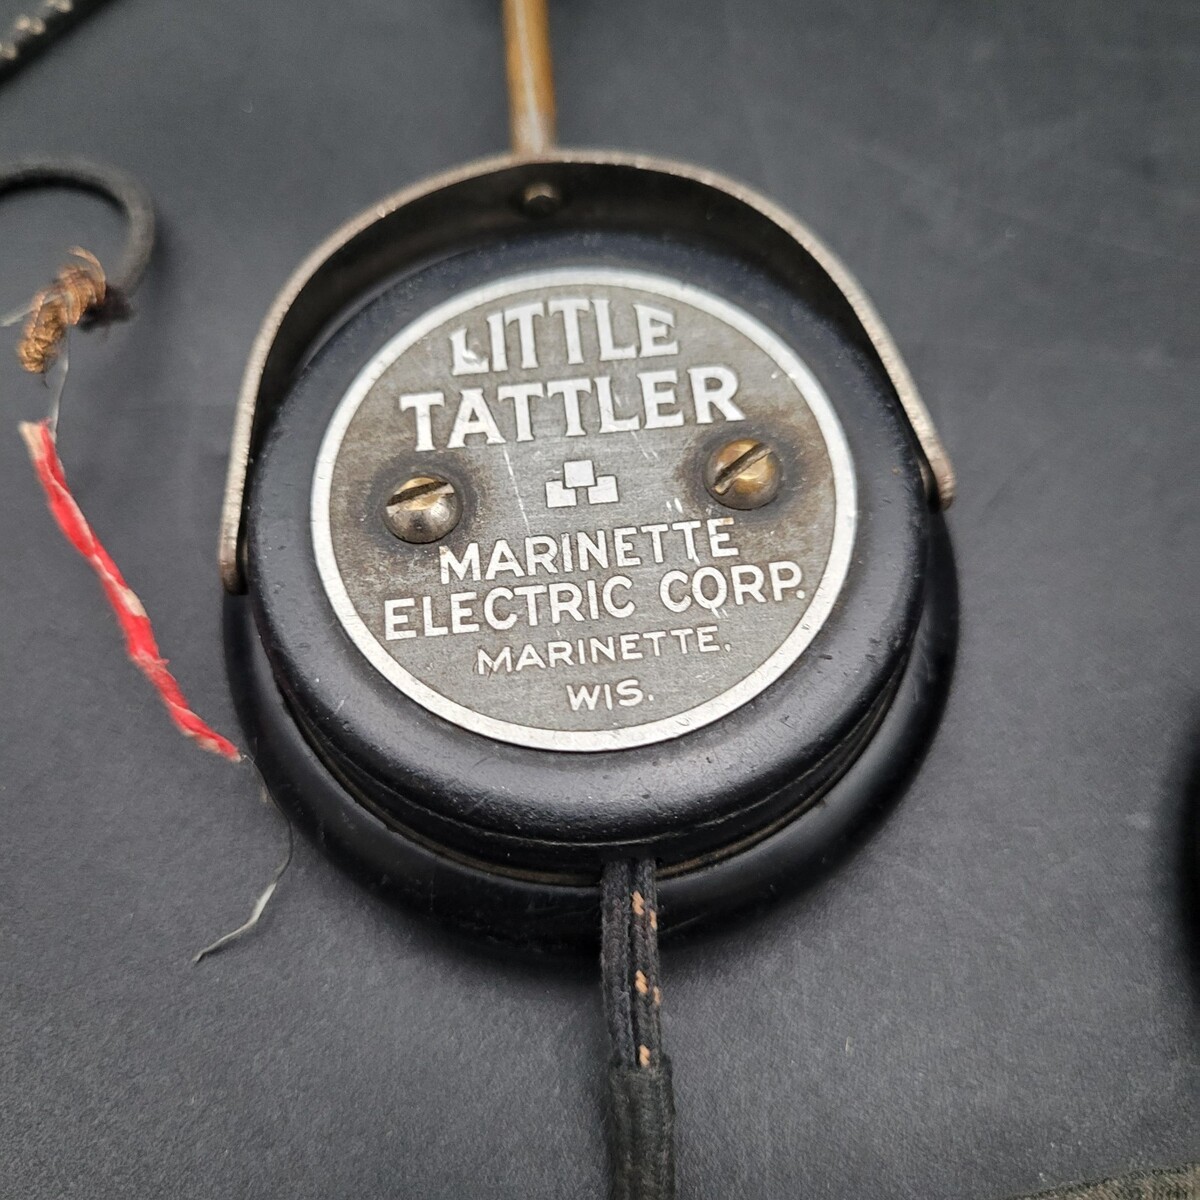 LITTLE
TATTLER
MARINETTE
ELECTRIC CORP.
MARINETTE,
WIS.